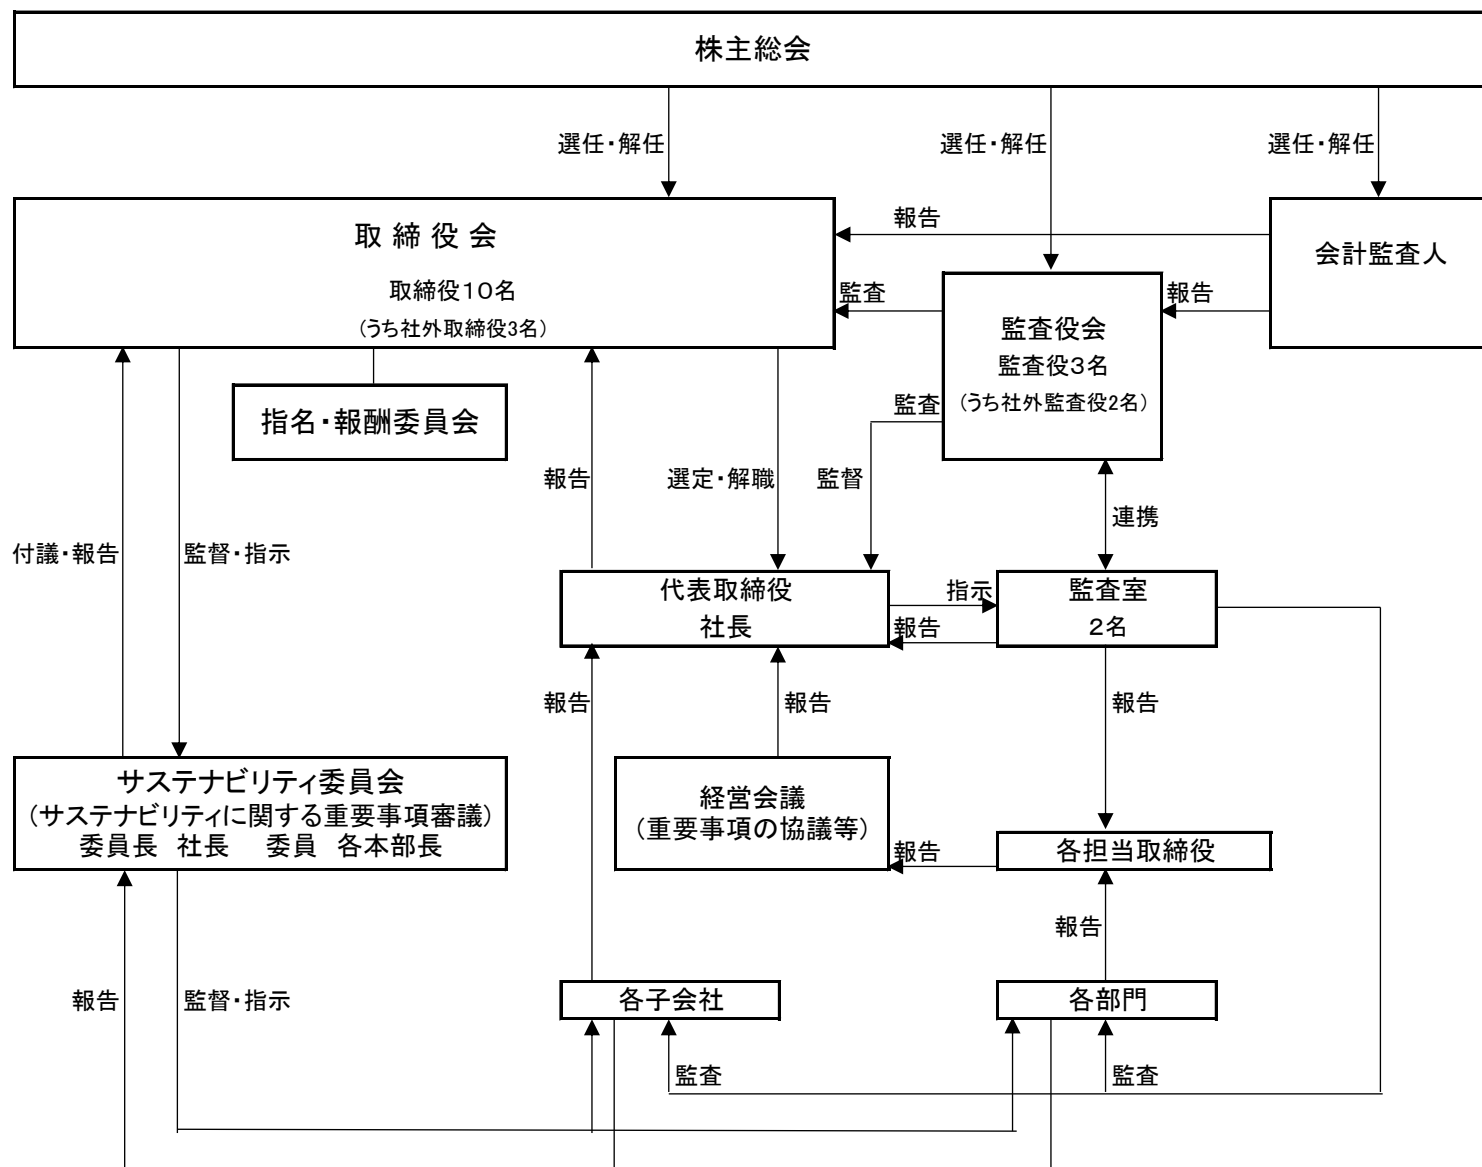 株主総会
選任・解任
選任・解任
選任・解任
取締役会
取締役10名
(うち社外取締役3名)
報告
会計監査人
監査
報告
監査役会
監査役3名
(うち社外監査役2名)
指名・報酬委員会
監査
報告
選定・解職
監督
連携
付議・報告
監督・指示
代表取締役
社長
指示
報告
監査室
2名
報告
報告
報告
サステナビリティ委員会
(サステナビリティに関する重要事項審議)
委員長 社長 委員 各本部長
経営会議
(重要事項の協議等)
報告
各担当取締役
報告
報告
監督・指示
各子会社
各部門
監査
監査